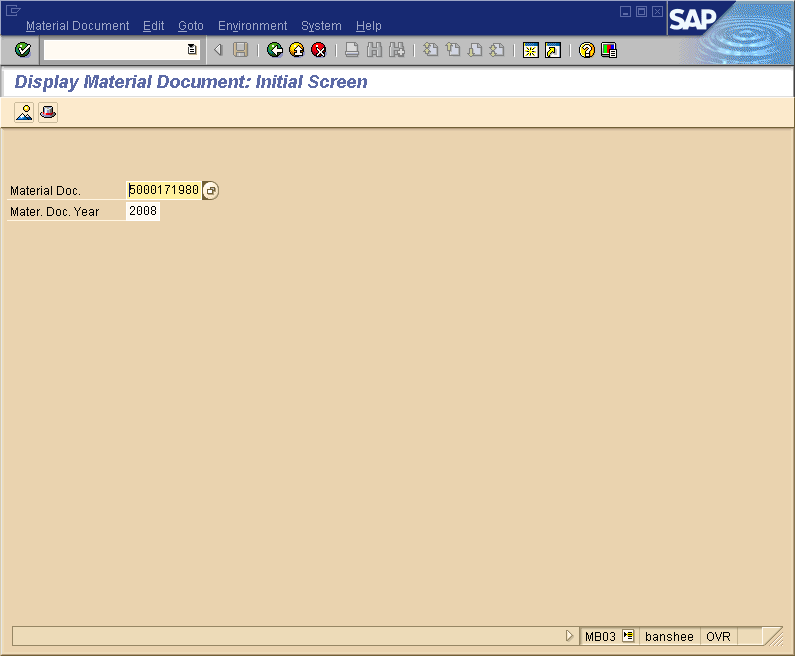 Material Document Edit Goto Environment System Help
SAP
Display Material Document: Initial Screen
Material Doc. 5000171980
Mater. Doc. Year 2008
MB03 banshee OVR